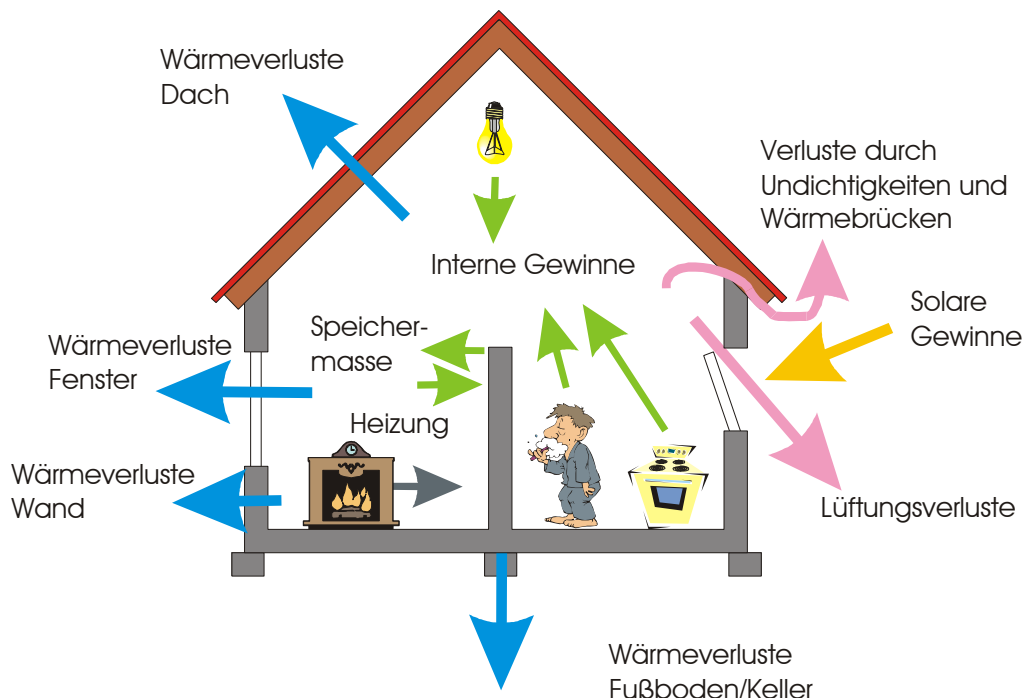 Wärmeverluste
Dach
Verluste durch
Undichtigkeiten und
Wärmebrücken
Interne Gewinne
Solare
Gewinne
Speicher-
masse
Wärmeverluste
Fenster
Heizung
Wärmeverluste
Wand
Lüftungsverluste
Wärmeverluste
Fußboden/Keller